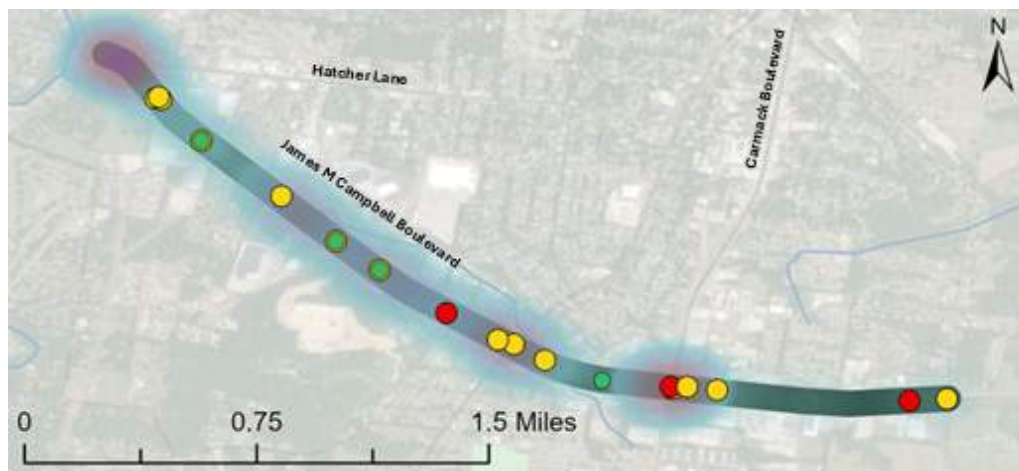 N
Hatcher Lane
Carmack Boulevard
James M Campbell Boulevard
0
0.75
1.5 Miles